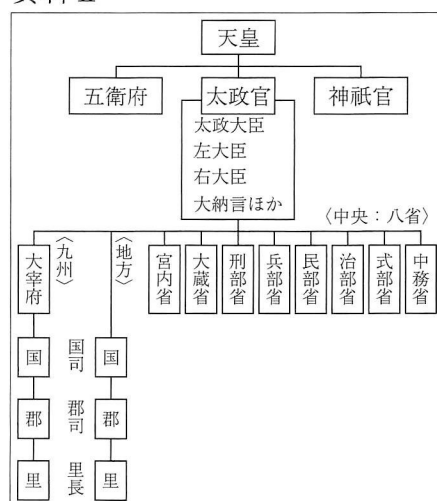 天皇
五衛府
太政官
神祇官
太政大臣
左大臣
右大臣
大納言ほか
〈中央：八省〉
中務省
式部省
治部省
民部省
兵部省
刑部省
大蔵省
宮内省
〈地方〉
〈九州〉
大宰府
国
国司
国
郡
郡司
郡
里
里長
里